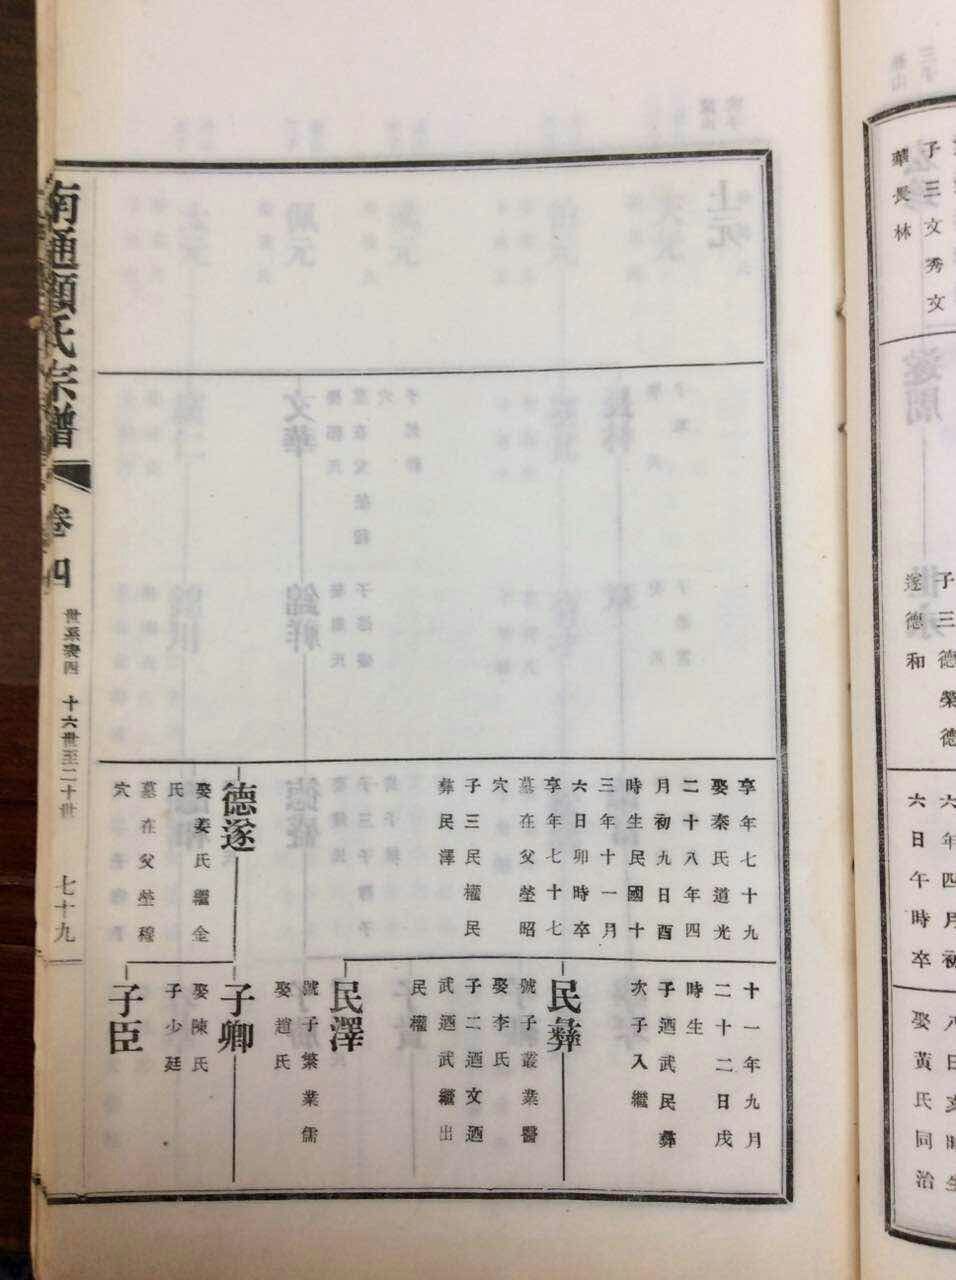 子三文秀文
華長林
子三德榮德
遂德和
六年四月初
六日午時卒
娶黃氏同治
享年七十九
娶秦氏道光
二十八年四
月初九日酉
時生民國十
三年十一月
六日卯時卒
享年七十七
墓在父塋昭
穴
子三民權民
彝民澤
德遂
娶姜氏繼金
氏
墓在父塋穆
穴
十一年九月
二十二日戌
時生
子迺武民彝
次子入繼
民彝
號子叢業醫
娶李氏
子二迺文迺
武迺武繼出
民權
民澤
號子繁業儒
娶趙氏
子卿
娶陳氏
子少廷
子臣
南通顧氏宗譜
卷四
世系表四 十六世至二十世
七十九